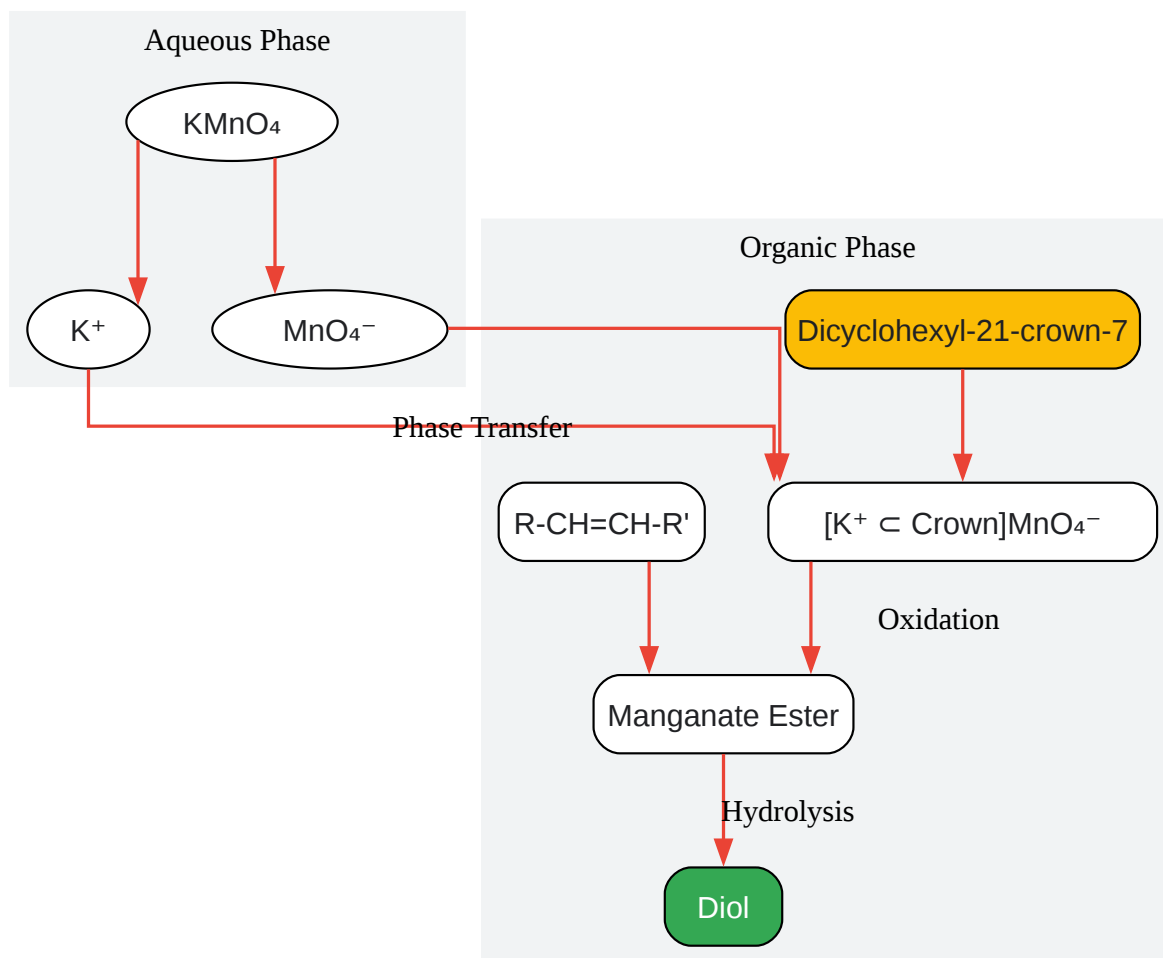 Aqueous Phase
KMnO₄
K⁺
MnO₄⁻
Organic Phase
Dicyclohexyl-21-crown-7
Phase Transfer
R-CH=CH-R'
[K⁺ ⊂ Crown]MnO₄⁻
Oxidation
Manganate Ester
Hydrolysis
Diol